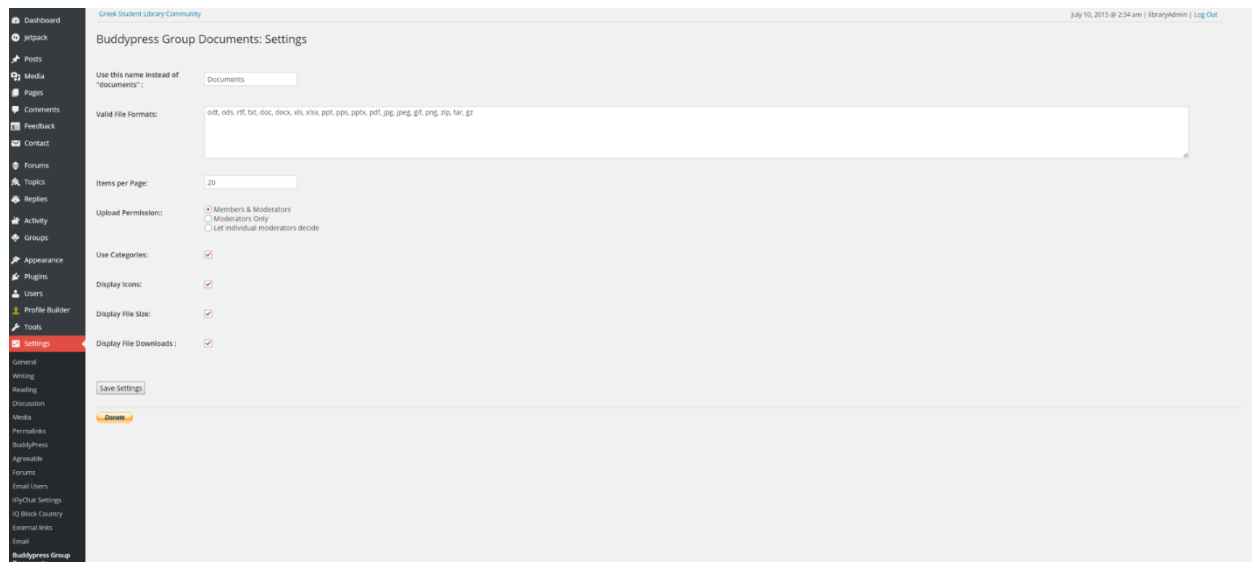 Greek Student Library Community
July 10, 2015 @ 2:34 am | libraryAdmin | Log Out
Dashboard
Jetpack
Posts
Media
Pages
Comments
Feedback
Contact
Forums
Topics
Replies
Activity
Groups
Appearance
Plugins
Users
Profile Builder
Tools
Settings
General
Writing
Reading
Discussion
Media
Permalinks
BuddyPress
Agreeable
Forums
Email Users
iFlyChat Settings
iQ Block Country
External links
Email
Buddypress Group
Buddypress Group Documents: Settings
Use this name instead of
"documents" :
Documents
Valid File Formats:
odt, ods, rtf, txt, doc, docx, xls, xlsx, ppt, pps, pptx, pdf, jpg, jpeg, gif, png, zip, tar, gz
Items per Page:
20
Upload Permission::
Members & Moderators
Moderators Only
Let individual moderators decide
Use Categories:
Display Icons:
Display File Size:
Display File Downloads :
Save Settings
Donate